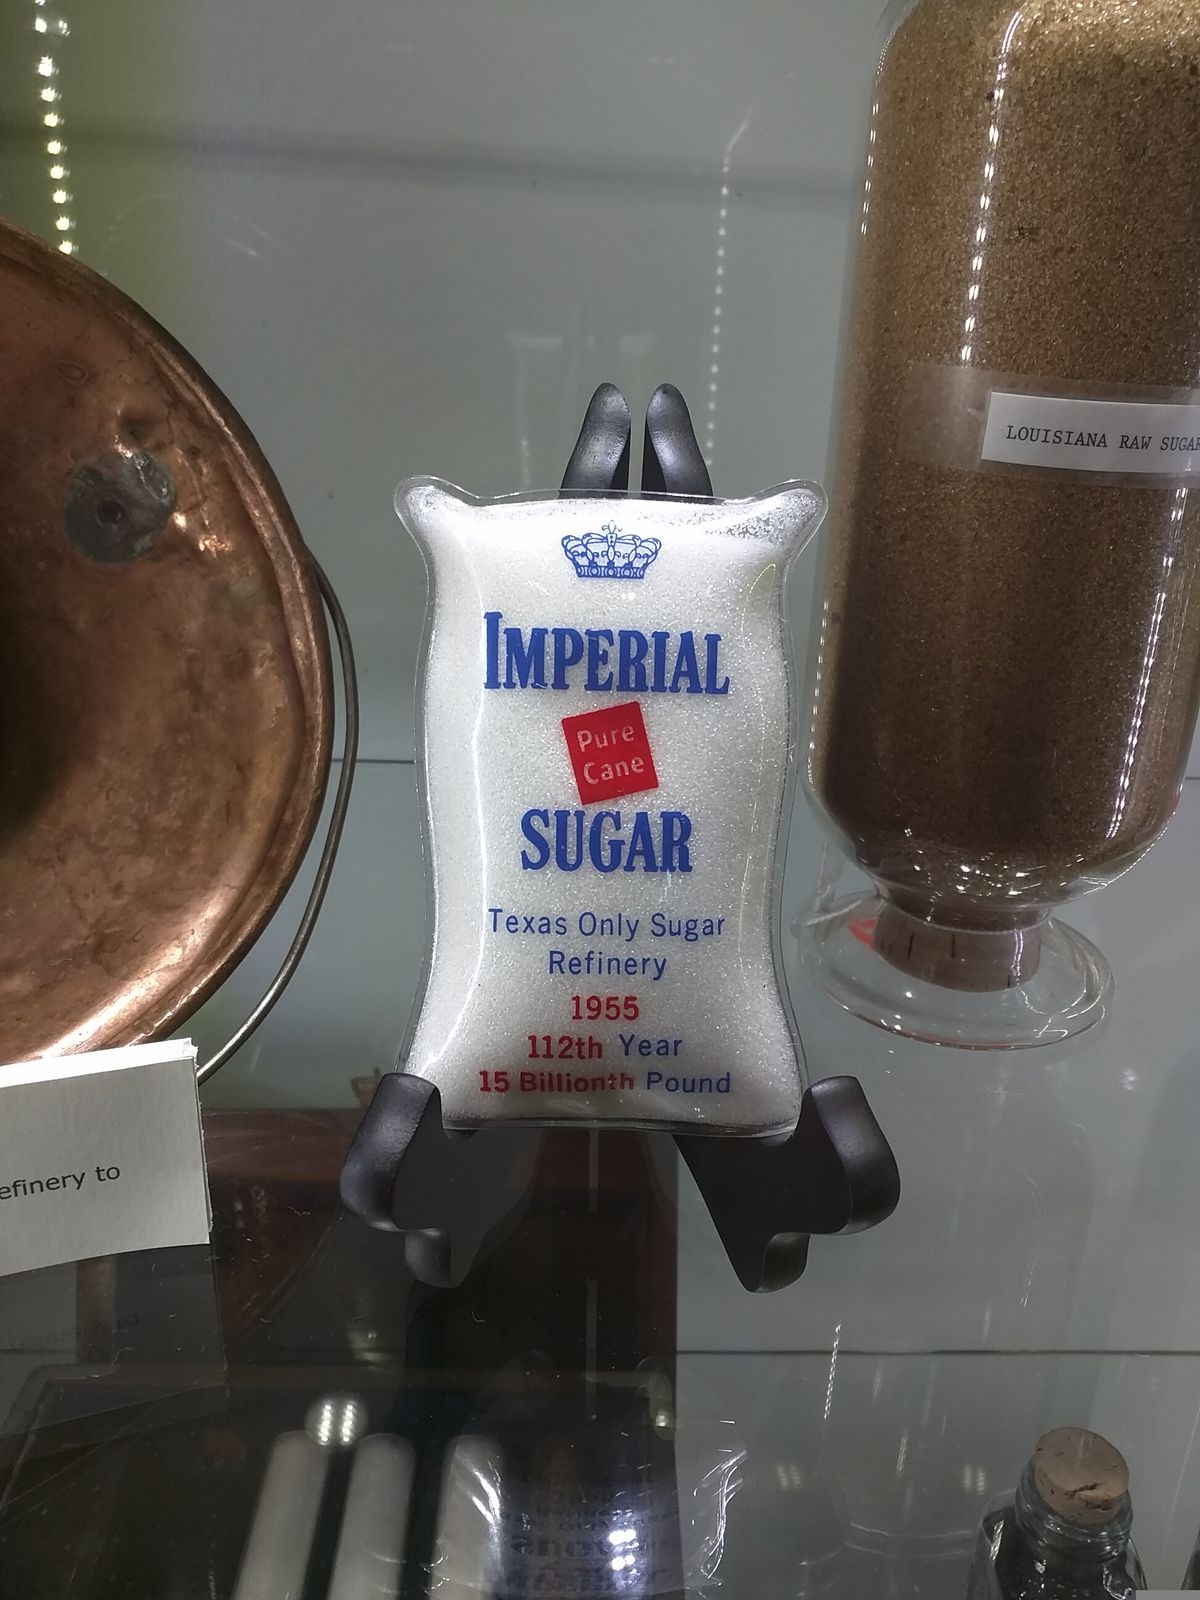 LOUISIANA RAW SUGAR
IMPERIAL
Pure
Cane
SUGAR
Texas Only Sugar
Refinery
1955
112th Year
15 Billionth Pound
efinery to